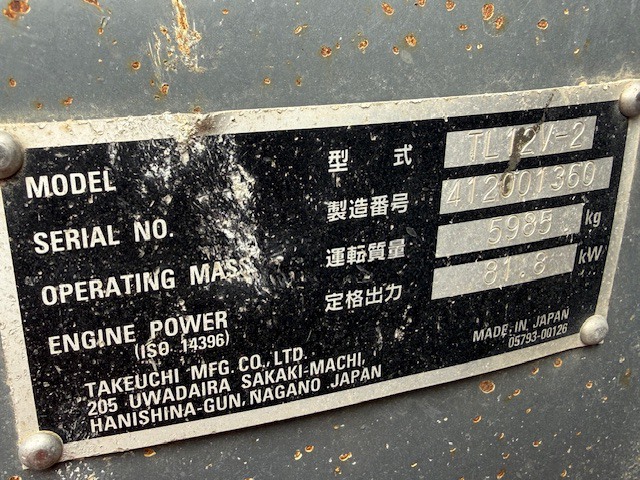 MODEL 型式 TL12V-2
SERIAL NO. 製造番号 412001360
OPERATING MASS 運転質量 5985 kg
ENGINE POWER 定格出力 81.8 kW
(ISO 14396)
TAKEUCHI MFG. CO., LTD.
205 UWADAIRA SAKAKI-MACHI,
HANISHINA-GUN, NAGANO JAPAN
MADE IN JAPAN
05793-00126